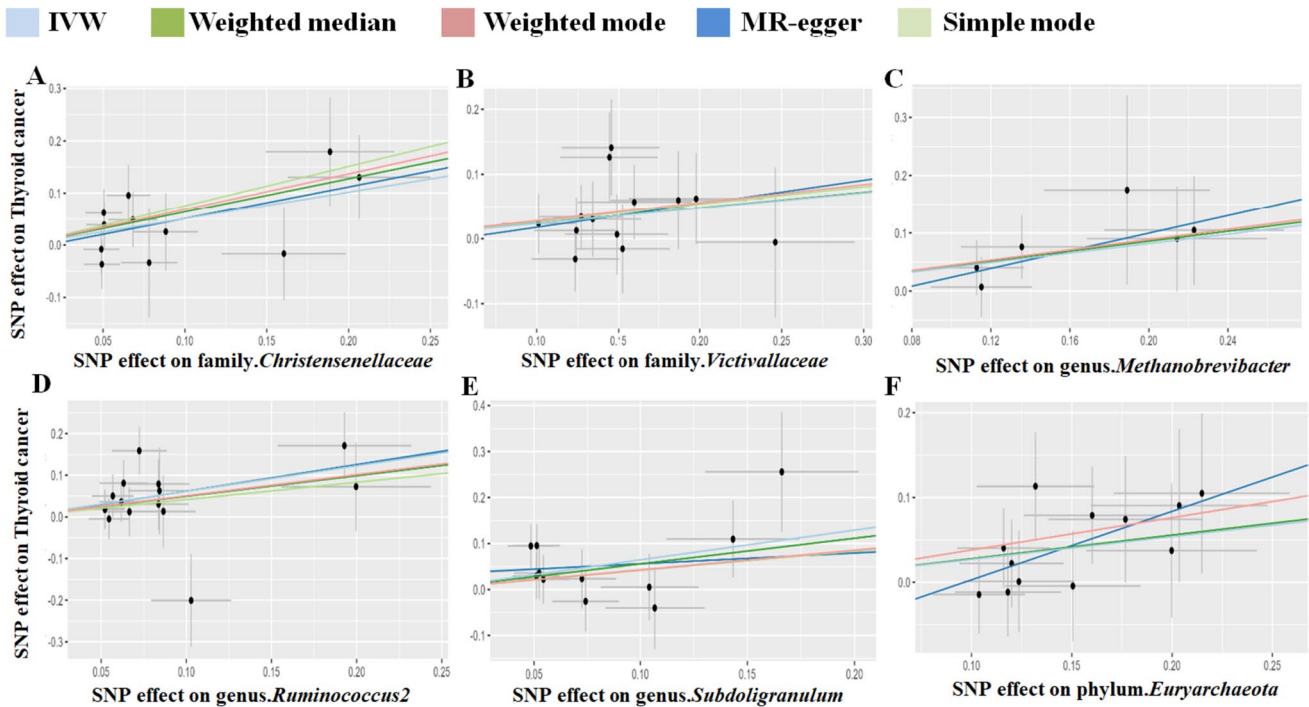 IVW Weighted median Weighted mode MR-egger Simple mode
A B C
SNP effect on Thyroid cancer
0.3
0.2
0.1
0.0
-0.1
0.05 0.10 0.15 0.20 0.25
SNP effect on family.Christensenellaceae
0.2
0.1
0.0
-0.1
0.10 0.15 0.20 0.25 0.30
SNP effect on family.Victivallaceae
0.3
0.2
0.1
0.0
0.08 0.12 0.16 0.20 0.24
SNP effect on genus.Methanobrevibacter
D E F
SNP effect on Thyroid cancer
0.2
0.1
0.0
-0.1
-0.2
-0.3
0.05 0.10 0.15 0.20 0.25
SNP effect on genus.Ruminococcus2
0.4
0.3
0.2
0.1
0.0
-0.1
0.05 0.10 0.15 0.20
SNP effect on genus.Subdoligranulum
0.2
0.1
0.0
0.10 0.15 0.20 0.25
SNP effect on phylum.Euryarchaeota